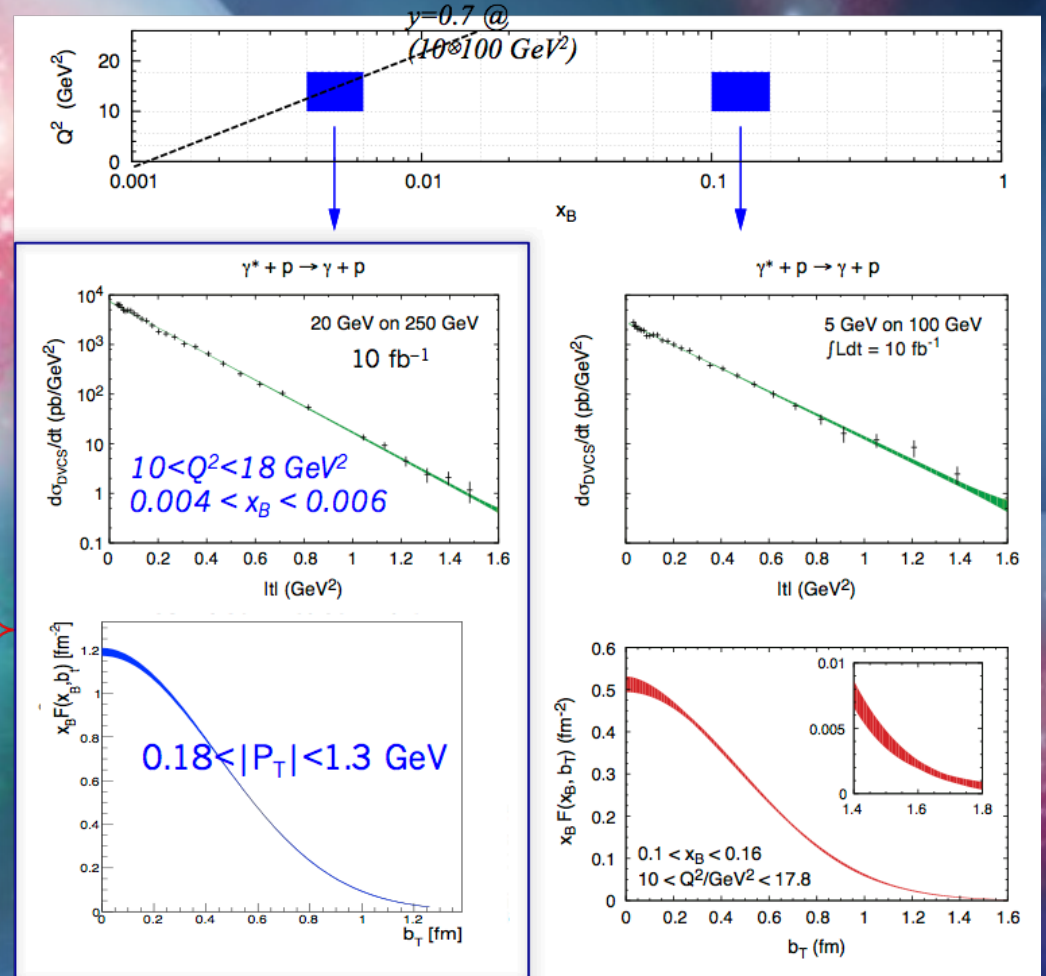 y=0.7 @
(10⊗100 GeV²)
Q² (GeV²)
20
10
0
0.001 0.01 0.1 1
x_B
γ* + p → γ + p
dσ_DVCS/dt (pb/GeV²)
10⁴
10³
10²
10
1
0.1
20 GeV on 250 GeV
10 fb⁻¹
10<Q²<18 GeV²
0.004 < x_B < 0.006
0 0.2 0.4 0.6 0.8 1 1.2 1.4 1.6
|t| (GeV²)
γ* + p → γ + p
dσ_DVCS/dt (pb/GeV²)
5 GeV on 100 GeV
∫Ldt = 10 fb⁻¹
0 0.2 0.4 0.6 0.8 1 1.2 1.4 1.6
|t| (GeV²)
x_B F(x_B,b_t) [fm⁻²]
1.2
1
0.8
0.6
0.4
0.2
0
0.18<|P_T|<1.3 GeV
0 0.2 0.4 0.6 0.8 1 1.2
b_T [fm]
x_B F(x_B, b_T) (fm⁻²)
0.6
0.5
0.4
0.3
0.2
0.1
0
0.01
0.005
0
1.4 1.6 1.8
0.1 < x_B < 0.16
10 < Q²/GeV² < 17.8
0 0.2 0.4 0.6 0.8 1 1.2 1.4 1.6
b_T (fm)